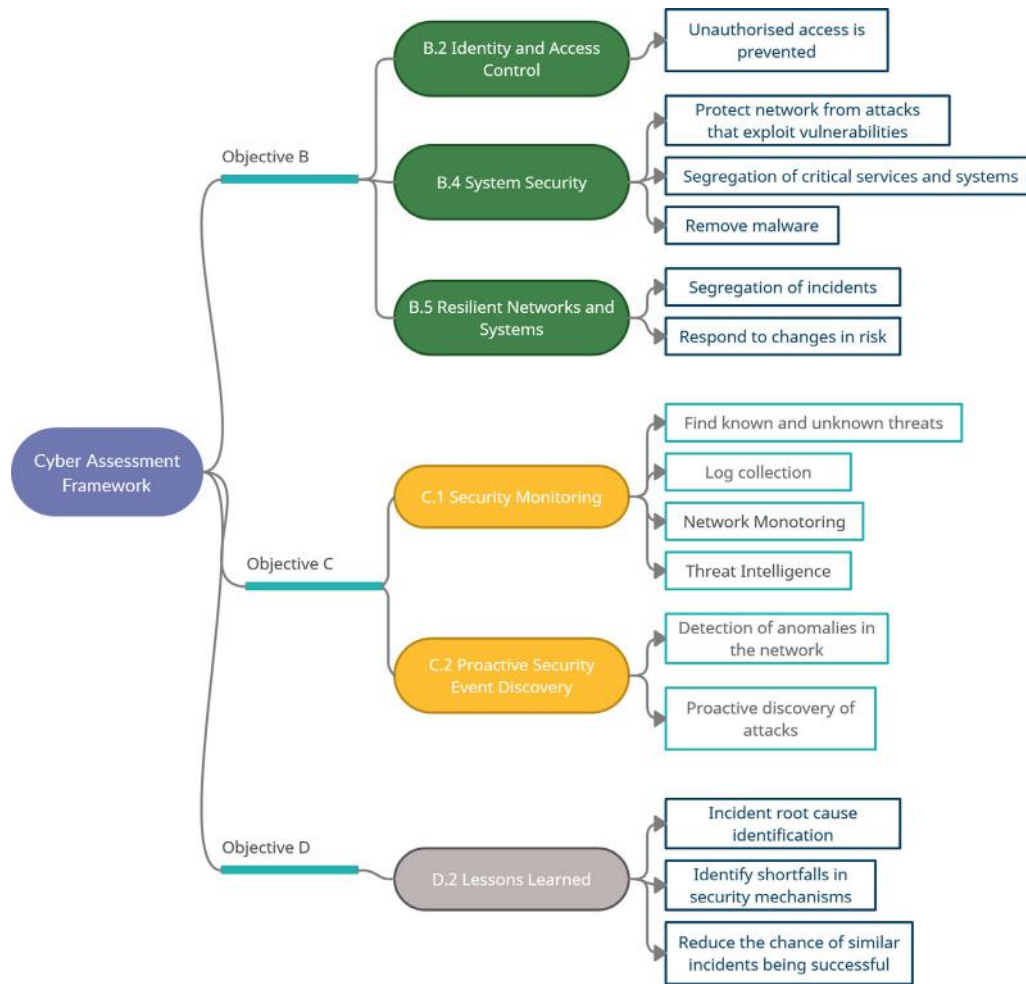 Cyber Assessment
Framework
Objective B
B.2 Identity and Access
Control
Unauthorised access is
prevented
B.4 System Security
Protect network from attacks
that exploit vulnerabilities
Segregation of critical services and systems
Remove malware
B.5 Resilient Networks and
Systems
Segregation of incidents
Respond to changes in risk
Objective C
C.1 Security Monitoring
Find known and unknown threats
Log collection
Network Monotoring
Threat Intelligence
C.2 Proactive Security
Event Discovery
Detection of anomalies in
the network
Proactive discovery of
attacks
Objective D
D.2 Lessons Learned
Incident root cause
identification
Identify shortfalls in
security mechanisms
Reduce the chance of similar
incidents being successful